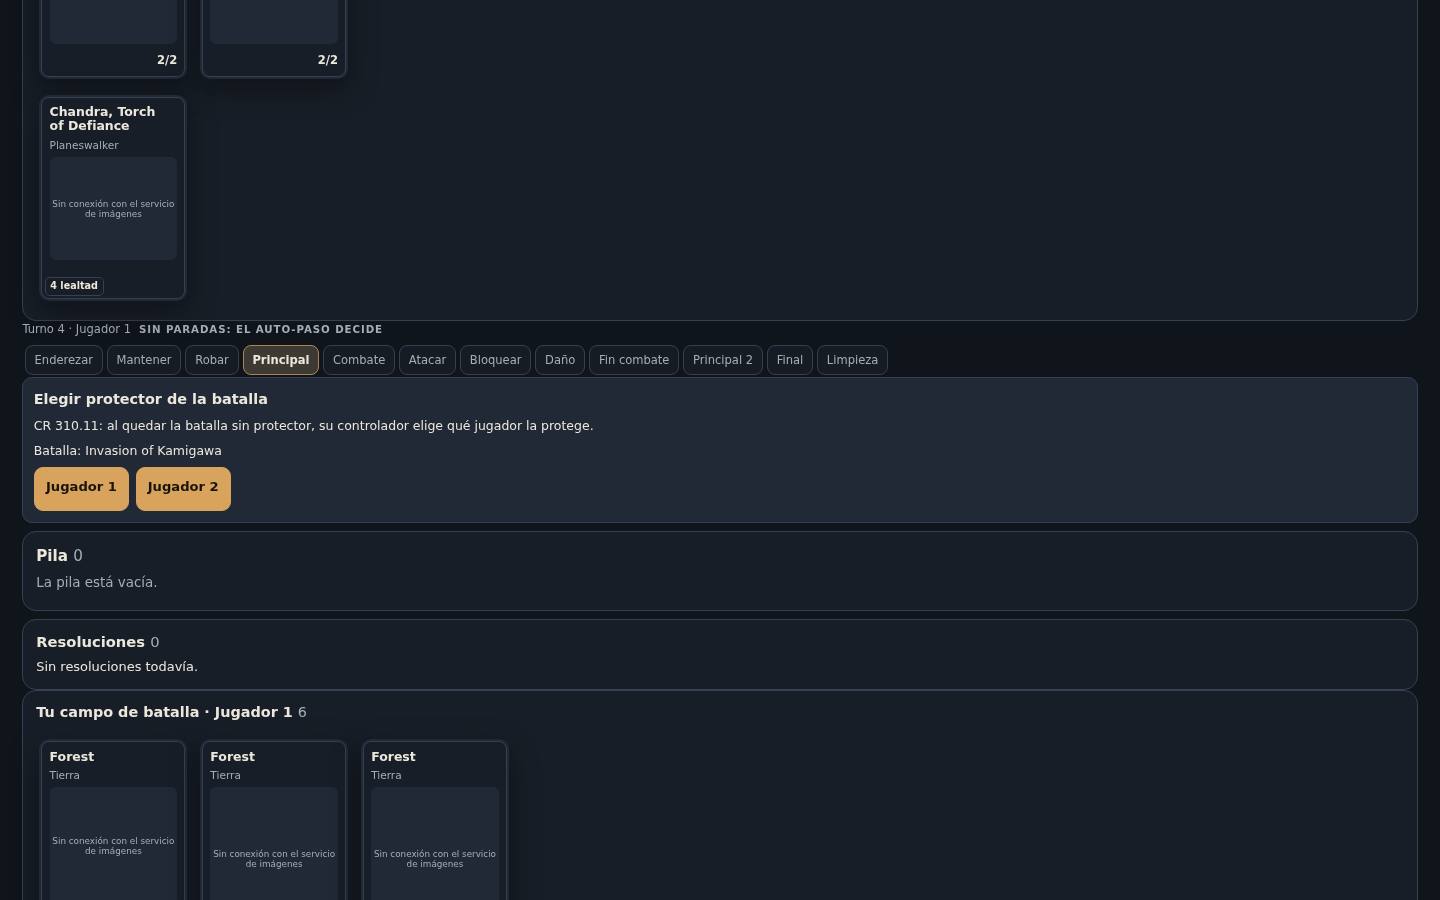 2/2
2/2
Chandra, Torch
of Defiance
Planeswalker
Sin conexión con el servicio
de imágenes
4 lealtad
Turno 4 · Jugador 1 SIN PARADAS: EL AUTO-PASO DECIDE
Enderezar Mantener Robar Principal Combate Atacar Bloquear Daño Fin combate Principal 2 Final Limpieza
Elegir protector de la batalla
CR 310.11: al quedar la batalla sin protector, su controlador elige qué jugador la protege.
Batalla: Invasion of Kamigawa
Jugador 1 Jugador 2
Pila 0
La pila está vacía.
Resoluciones 0
Sin resoluciones todavía.
Tu campo de batalla · Jugador 1 6
Forest
Tierra
Sin conexión con el servicio
de imágenes
Forest
Tierra
Sin conexión con el servicio
de imágenes
Forest
Tierra
Sin conexión con el servicio
de imágenes